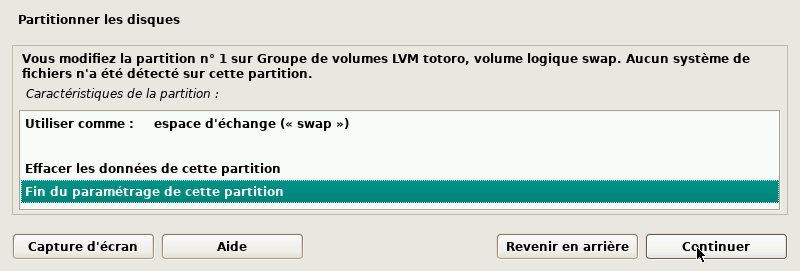 Partitionner les disques
Vous modifiez la partition n° 1 sur Groupe de volumes LVM totoro, volume logique swap. Aucun système de
fichiers n'a été détecté sur cette partition.
Caractéristiques de la partition :
Utiliser comme : espace d'échange (« swap »)
Effacer les données de cette partition
Fin du paramétrage de cette partition
Capture d'écran Aide Revenir en arrière Continuer